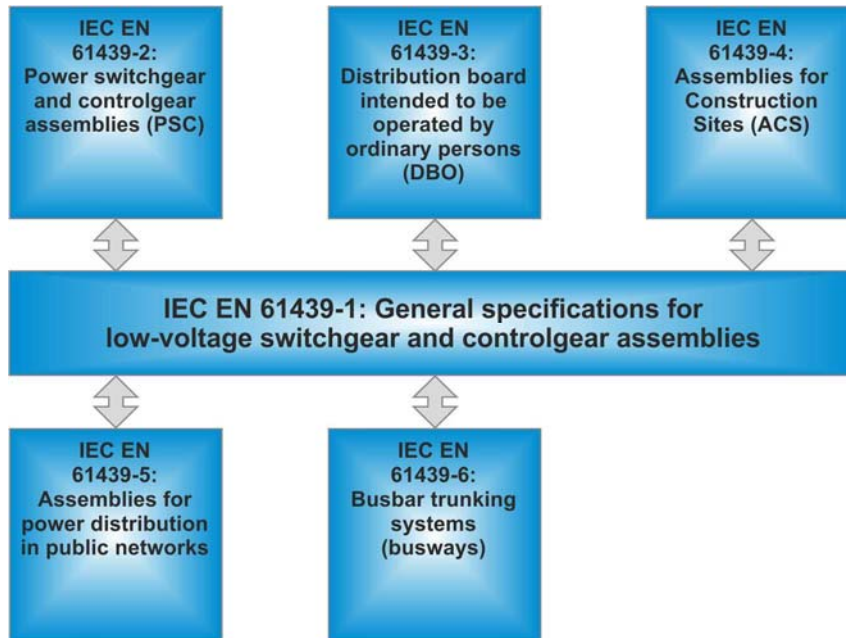 IEC EN
61439-2:
Power switchgear
and controlgear
assemblies (PSC)
IEC EN
61439-3:
Distribution board
intended to be
operated by
ordinary persons
(DBO)
IEC EN
61439-4:
Assemblies for
Construction
Sites (ACS)
IEC EN 61439-1: General specifications for
low-voltage switchgear and controlgear assemblies
IEC EN
61439-5:
Assemblies for
power distribution
in public networks
IEC EN
61439-6:
Busbar trunking
systems
(busways)